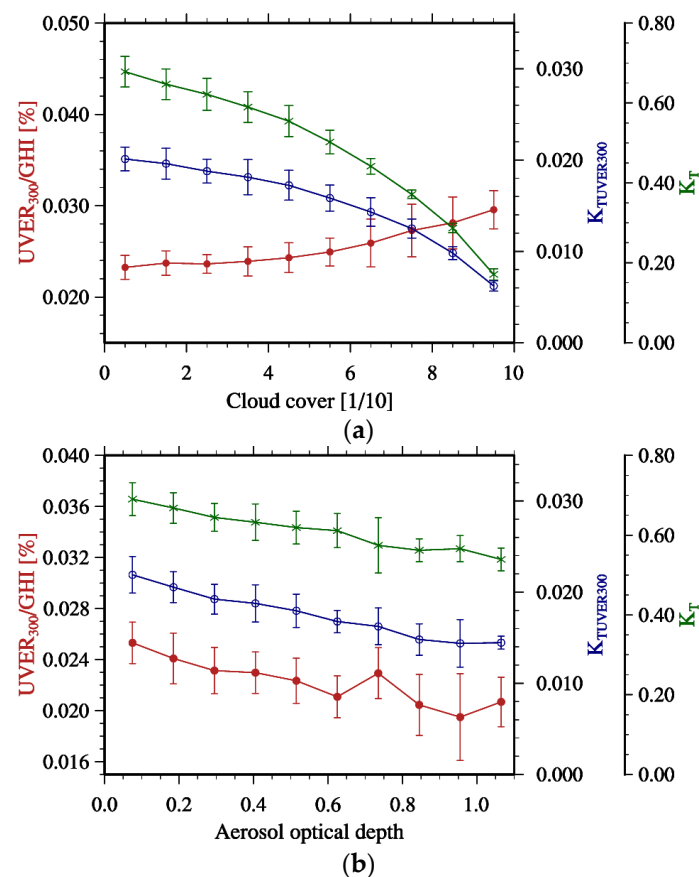 0.050
0.040
0.030
0.020
UVER300/GHI [%]
0.030
0.020
0.010
0.000
KTUVER300
0.80
0.60
0.40
0.20
0.00
KT
0 2 4 6 8 10
Cloud cover [1/10]
(a)
0.040
0.036
0.032
0.028
0.024
0.020
0.016
UVER300/GHI [%]
0.030
0.020
0.010
0.000
KTUVER300
0.80
0.60
0.40
0.20
0.00
KT
0.0 0.2 0.4 0.6 0.8 1.0
Aerosol optical depth
(b)